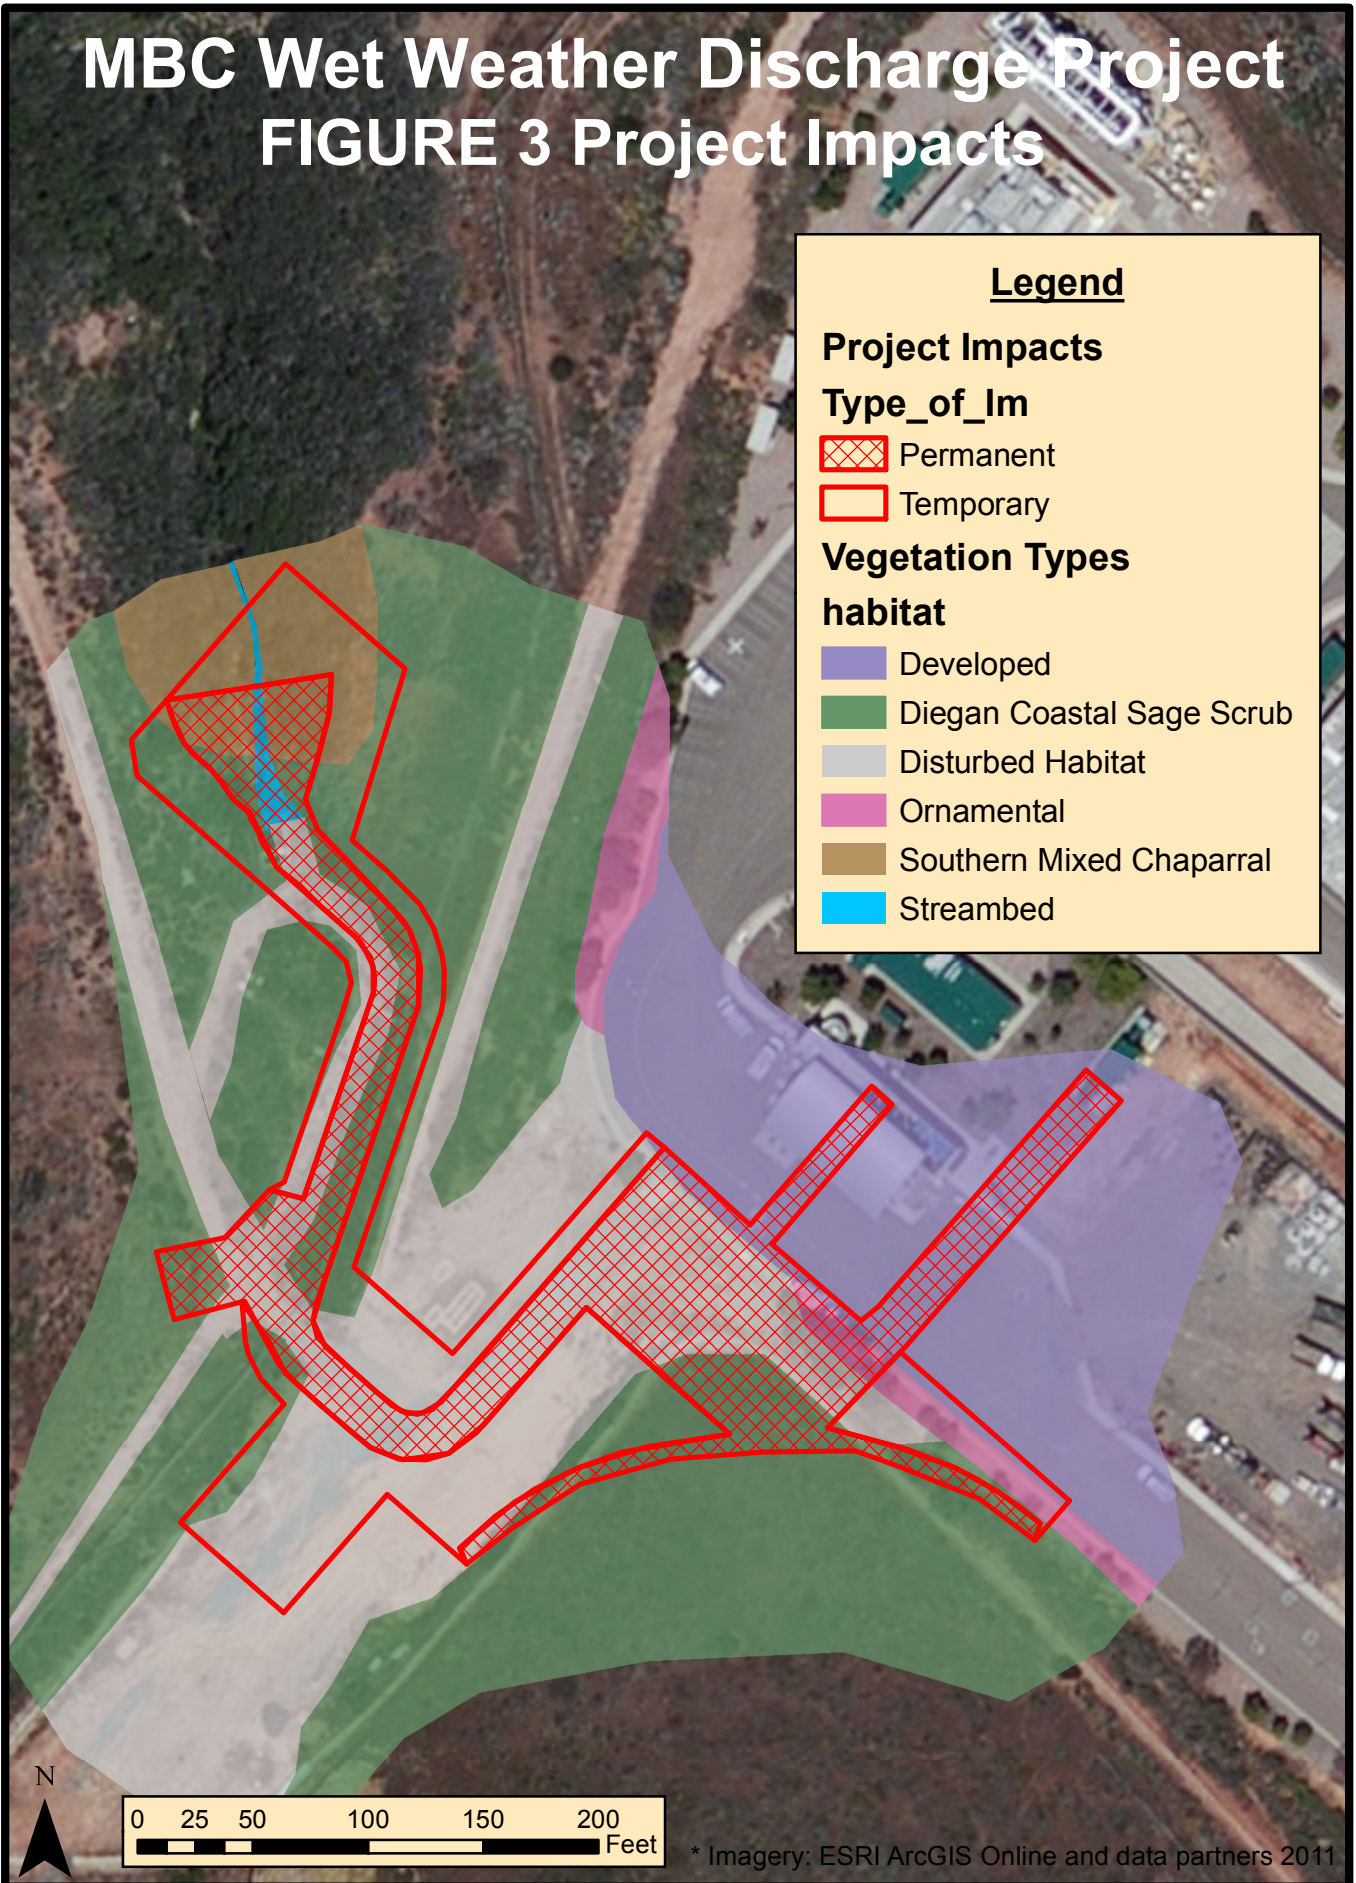 MBC Wet Weather Discharge Project
FIGURE 3 Project Impacts
Legend
Project Impacts
Type_of_Im
Permanent
Temporary
Vegetation Types
habitat
Developed
Diegan Coastal Sage Scrub
Disturbed Habitat
Ornamental
Southern Mixed Chaparral
Streambed
N
0 25 50 100 150 200
Feet
* Imagery: ESRI ArcGIS Online and data partners 2011